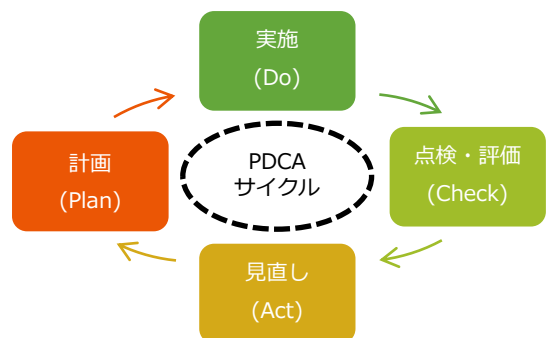 実施
(Do)
計画
(Plan)
PDCA
サイクル
点検・評価
(Check)
見直し
(Act)